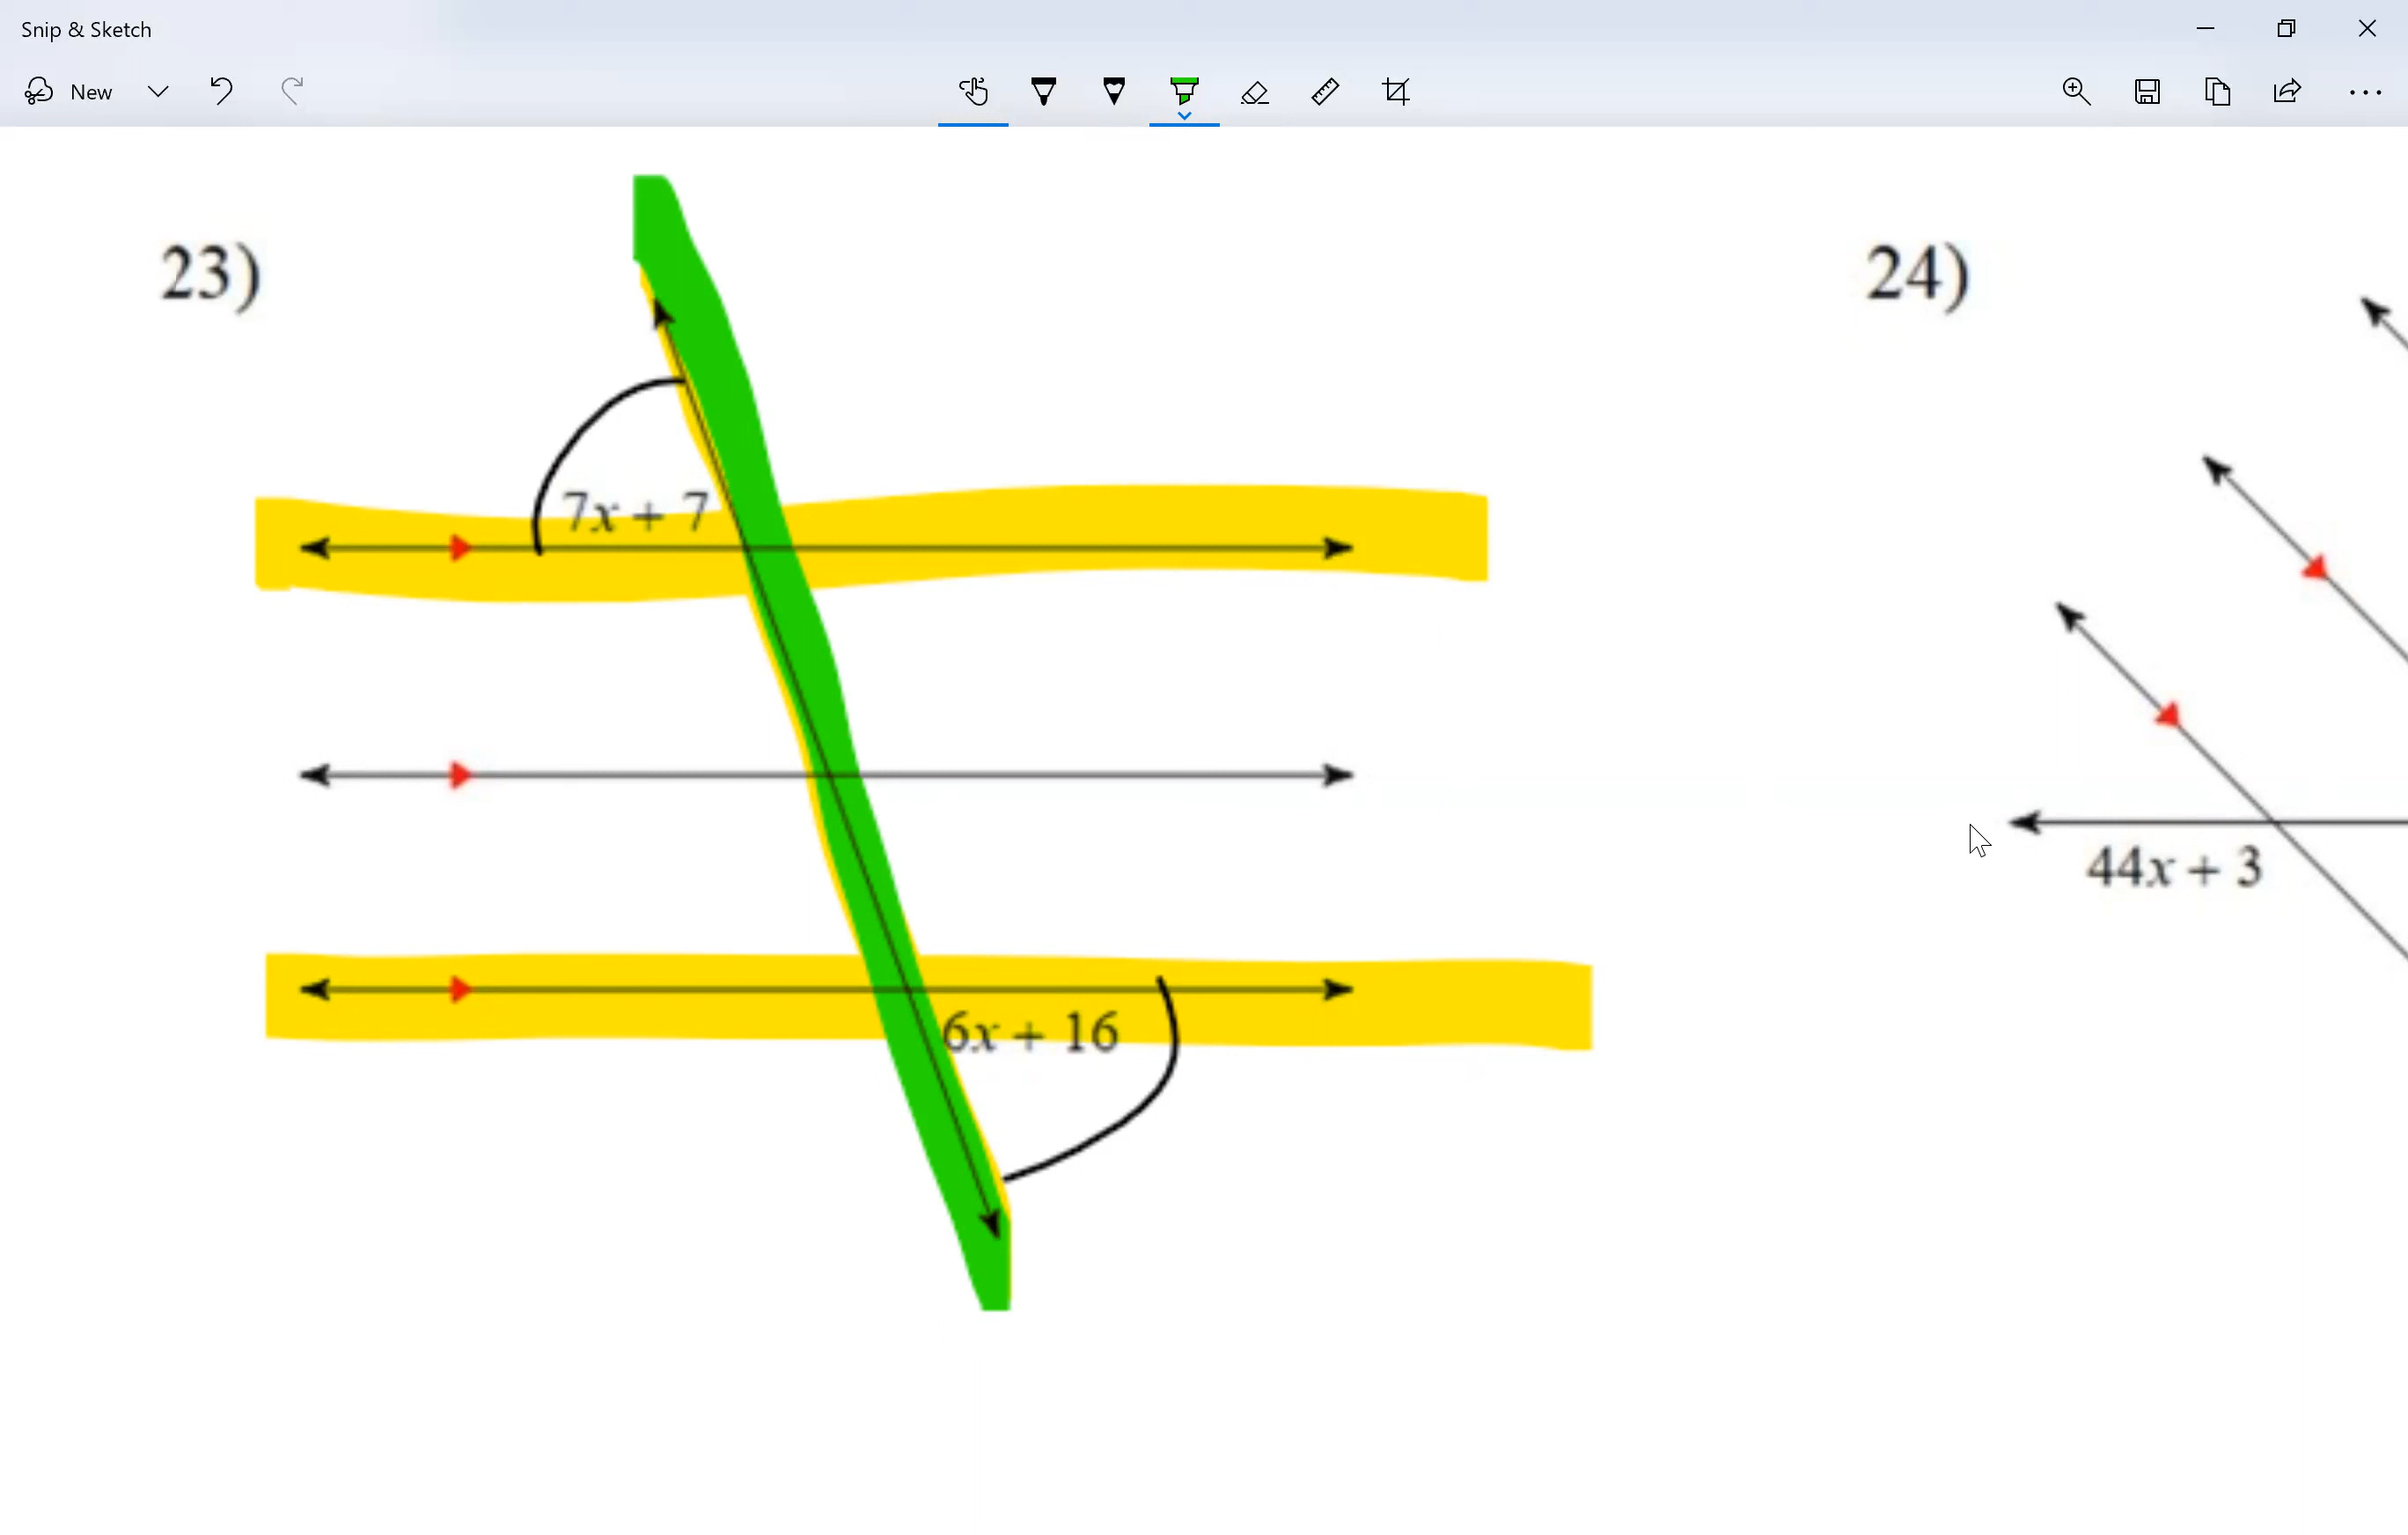 Snip & Sketch
New
23)
24)
7x + 7
44x + 3
6x + 16